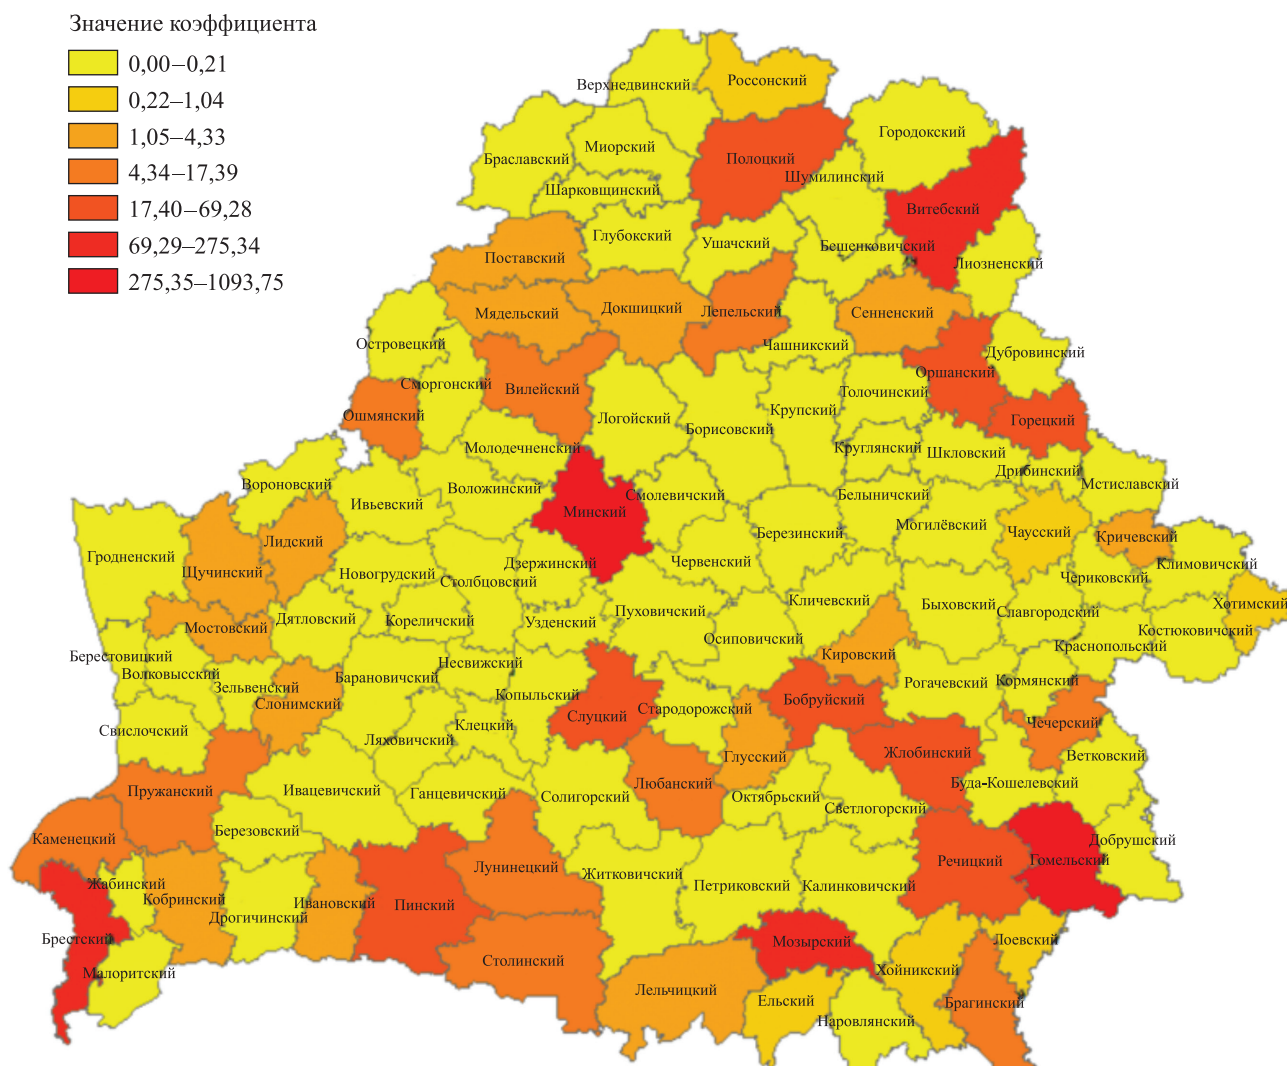 Значение коэффициента
0,00–0,21
0,22–1,04
1,05–4,33
4,34–17,39
17,40–69,28
69,29–275,34
275,35–1093,75
Верхнедвинский
Россонский
Городокский
Браславский
Миорский
Полоцкий
Шумилинский
Шарковщинский
Витебский
Глубокский
Ушачский
Бешенковичский
Лиозненский
Поставский
Мядельский
Докшицкий
Лепельский
Сенненский
Островецкий
Чашникский
Дубровинский
Оршанский
Сморгонский
Вилейский
Толочинский
Ошмянский
Логойский
Крупский
Борисовский
Горецкий
Молодечненский
Круглянский
Шкловский
Дрибинский
Мстиславский
Вороновский
Воложинский
Смолевичский
Белыничский
Ивьевский
Минский
Березинский
Могилёвский
Чаусский
Кричевский
Гродненский
Лидский
Щучинский
Новогрудский
Дзержинский
Столбцовский
Червенский
Климовичский
Чериковский
Мостовский
Дятловский
Кореличский
Узденский
Пуховичский
Кличевский
Быховский
Славгородский
Хотимский
Осиповичский
Костюковичский
Краснопольский
Берестовицкий
Волковысский
Зельвенский
Барановичский
Несвижский
Кировский
Слонимский
Копыльский
Рогачевский
Кормянский
Свислочский
Ляховичский
Клецкий
Слуцкий
Стародорожский
Бобруйский
Чечерский
Глусский
Жлобинский
Ветковский
Пружанский
Ивацевичский
Ганцевичский
Солигорский
Любанский
Октябрьский
Светлогорский
Буда-Кошелевский
Каменецкий
Березовский
Добрушский
Жабинский
Кобринский
Дрогичинский
Ивановский
Пинский
Лунинецкий
Житковичский
Петриковский
Калинковичский
Речицкий
Гомельский
Брестский
Малоритский
Столинский
Мозырский
Лоевский
Лельчицкий
Ельский
Хойникский
Наровлянский
Брагинский